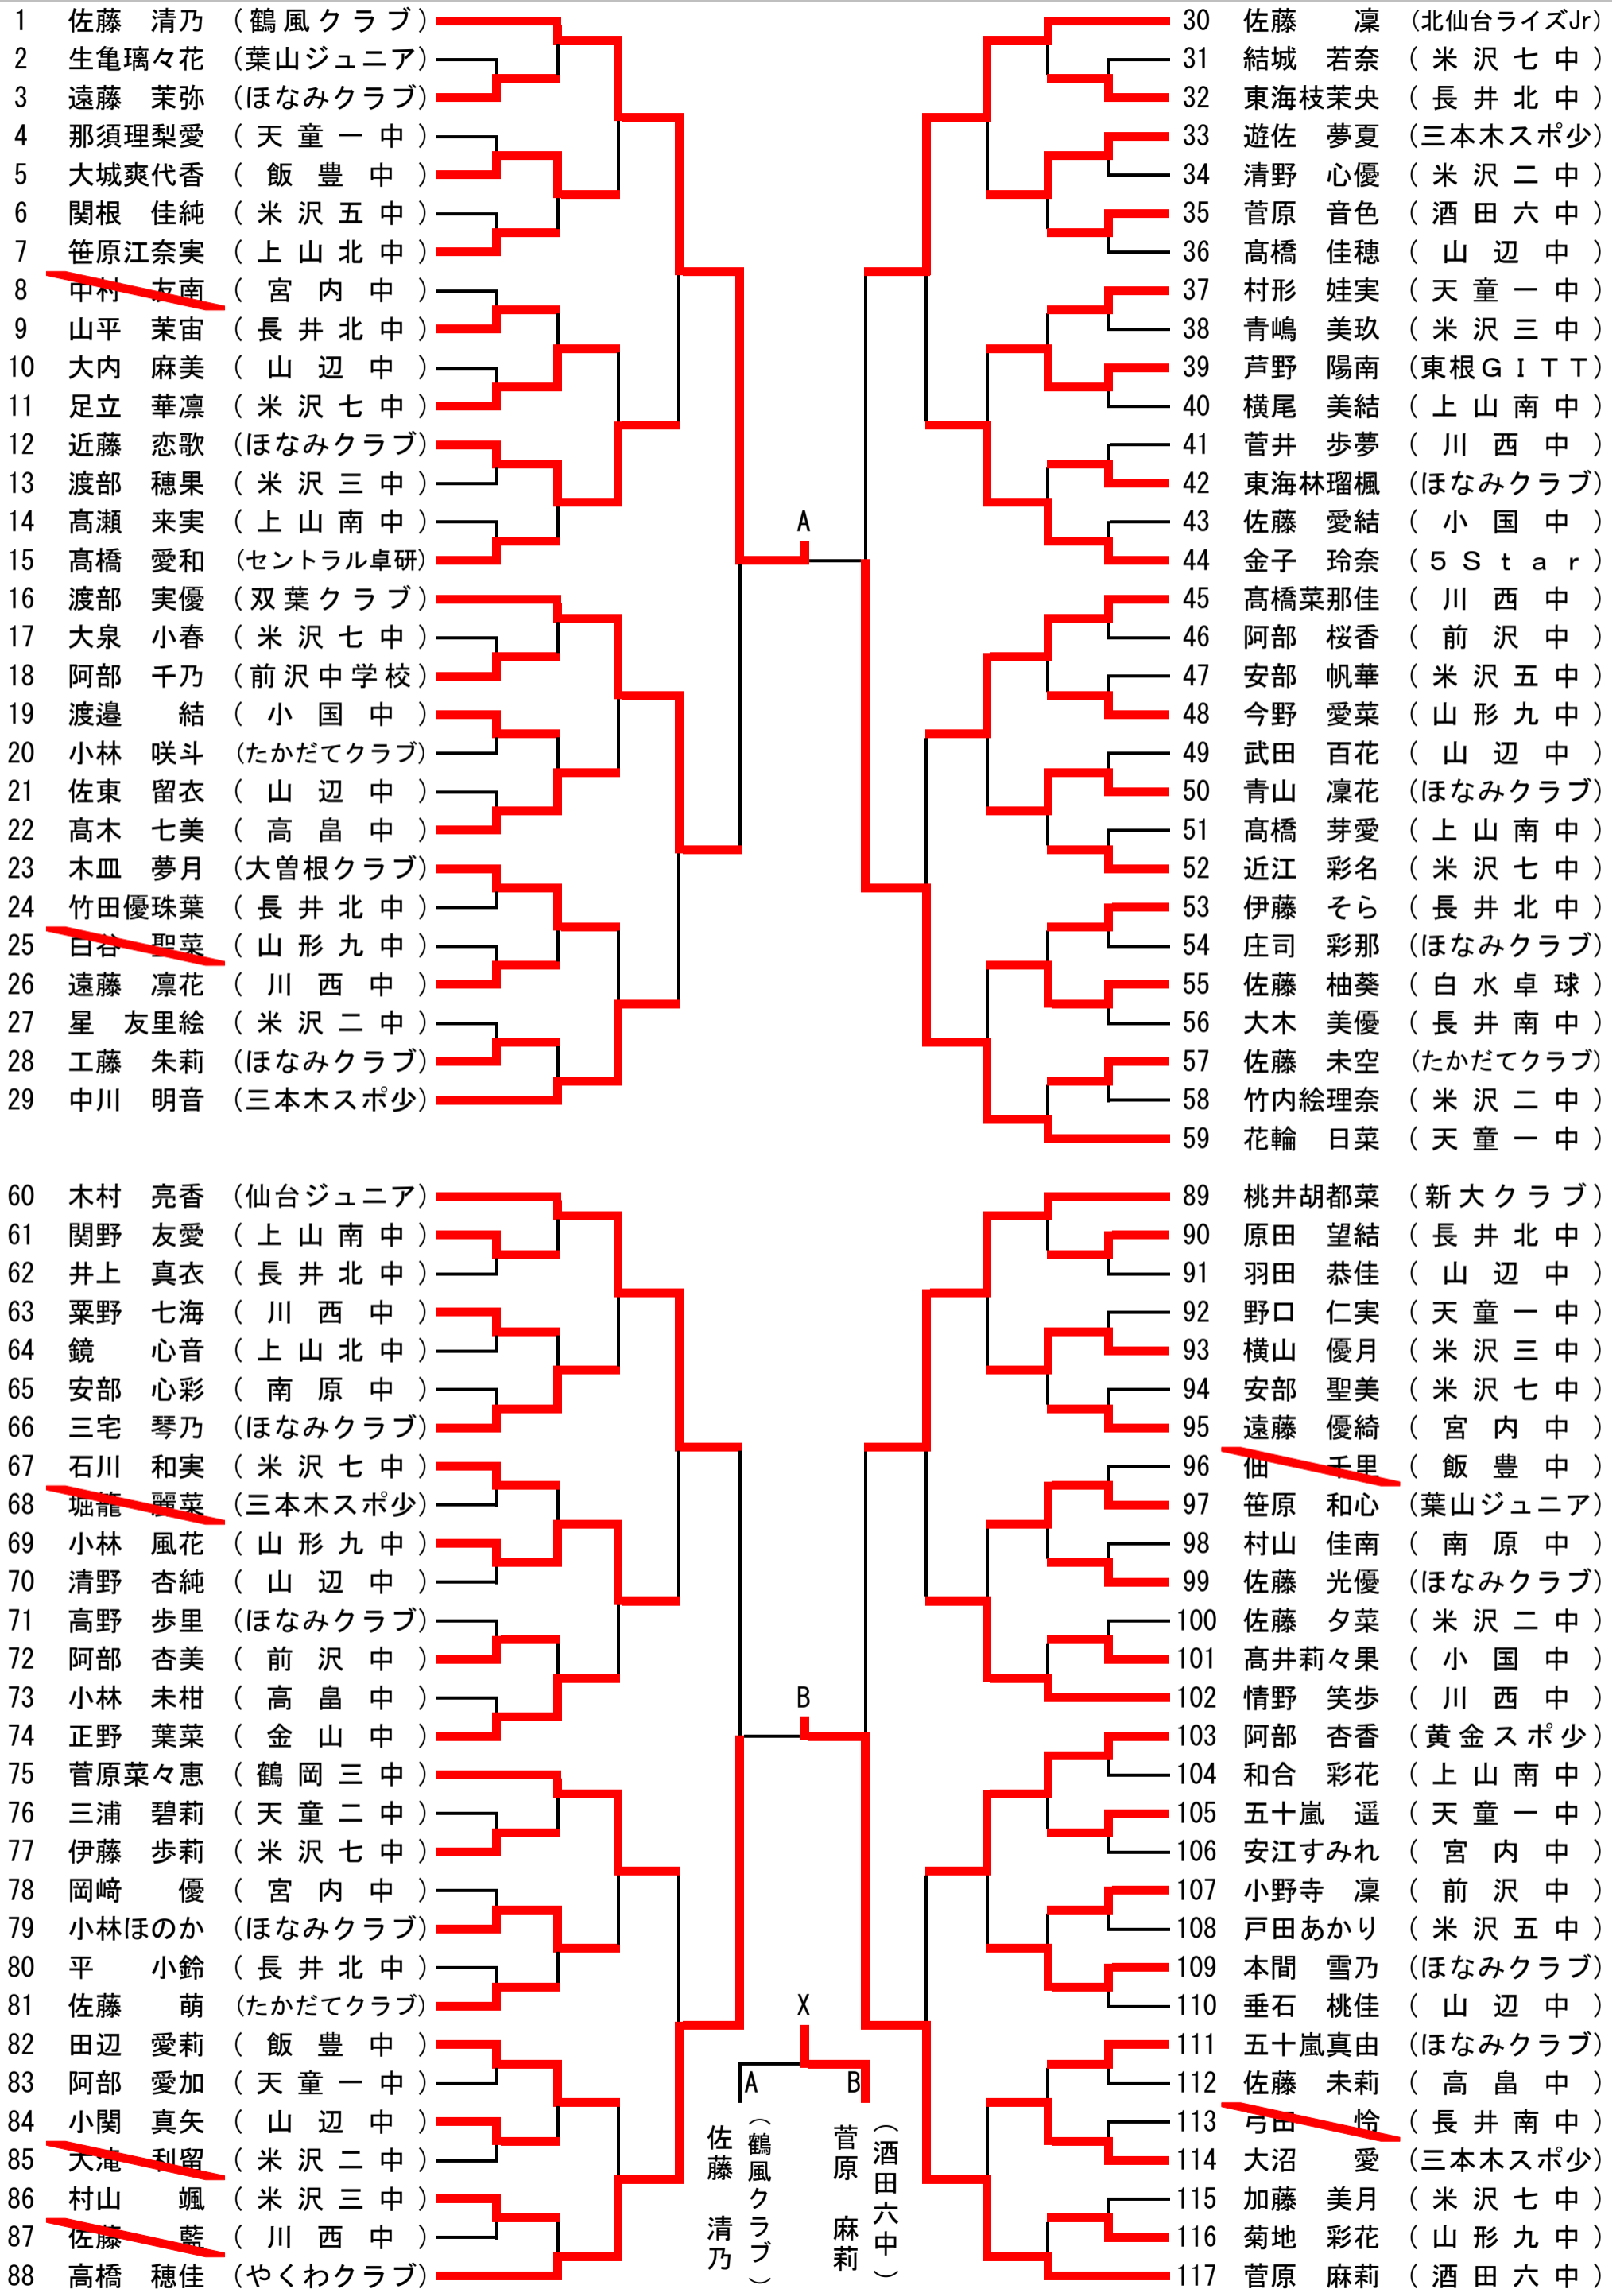 1 佐藤 清乃 (鶴風クラブ)
2 生亀璃々花 (葉山ジュニア)
3 遠藤 茉弥 (ほなみクラブ)
4 那須理梨愛 (天童一中)
5 大城爽代香 (飯豊中)
6 関根 佳純 (米沢五中)
7 笹原江奈実 (上山北中)
8 中村 友南 (宮内中)
9 山平 茉宙 (長井北中)
10 大内 麻美 (山辺中)
11 足立 華凛 (米沢七中)
12 近藤 恋歌 (ほなみクラブ)
13 渡部 穂果 (米沢三中)
14 髙瀬 来実 (上山南中)
15 髙橋 愛和 (セントラル卓研)
16 渡部 実優 (双葉クラブ)
17 大泉 小春 (米沢七中)
18 阿部 千乃 (前沢中学校)
19 渡邉 結 (小国中)
20 小林 咲斗 (たかだてクラブ)
21 佐東 留衣 (山辺中)
22 髙木 七美 (高畠中)
23 木皿 夢月 (大曽根クラブ)
24 竹田優珠葉 (長井北中)
25 白谷 聖菜 (山形九中)
26 遠藤 凛花 (川西中)
27 星 友里絵 (米沢二中)
28 工藤 朱莉 (ほなみクラブ)
29 中川 明音 (三本木スポ少)
30 佐藤 凜 (北仙台ライズJr)
31 結城 若奈 (米沢七中)
32 東海枝茉央 (長井北中)
33 遊佐 夢夏 (三本木スポ少)
34 清野 心優 (米沢二中)
35 菅原 音色 (酒田六中)
36 髙橋 佳穂 (山辺中)
37 村形 娃実 (天童一中)
38 青嶋 美玖 (米沢三中)
39 芦野 陽南 (東根GITT)
40 横尾 美結 (上山南中)
41 菅井 歩夢 (川西中)
42 東海林瑠楓 (ほなみクラブ)
43 佐藤 愛結 (小国中)
44 金子 玲奈 (5Star)
45 髙橋菜那佳 (川西中)
46 阿部 桜香 (前沢中)
47 安部 帆華 (米沢五中)
48 今野 愛菜 (山形九中)
49 武田 百花 (山辺中)
50 青山 凜花 (ほなみクラブ)
51 髙橋 芽愛 (上山南中)
52 近江 彩名 (米沢七中)
53 伊藤 そら (長井北中)
54 庄司 彩那 (ほなみクラブ)
55 佐藤 柚葵 (白水卓球)
56 大木 美優 (長井南中)
57 佐藤 未空 (たかだてクラブ)
58 竹内絵理奈 (米沢二中)
59 花輪 日菜 (天童一中)
A
60 木村 亮香 (仙台ジュニア)
61 関野 友愛 (上山南中)
62 井上 真衣 (長井北中)
63 粟野 七海 (川西中)
64 鏡 心音 (上山北中)
65 安部 心彩 (南原中)
66 三宅 琴乃 (ほなみクラブ)
67 石川 和実 (米沢七中)
68 堀籠 麗菜 (三本木スポ少)
69 小林 風花 (山形九中)
70 清野 杏純 (山辺中)
71 高野 歩里 (ほなみクラブ)
72 阿部 杏美 (前沢中)
73 小林 未柑 (高畠中)
74 正野 葉菜 (金山中)
75 菅原菜々恵 (鶴岡三中)
76 三浦 碧莉 (天童二中)
77 伊藤 歩莉 (米沢七中)
78 岡﨑 優 (宮内中)
79 小林ほのか (ほなみクラブ)
80 平 小鈴 (長井北中)
81 佐藤 萌 (たかだてクラブ)
82 田辺 愛莉 (飯豊中)
83 阿部 愛加 (天童一中)
84 小関 真矢 (山辺中)
85 大滝 利留 (米沢二中)
86 村山 颯 (米沢三中)
87 佐藤 藍 (川西中)
88 高橋 穂佳 (やくわクラブ)
89 桃井胡都菜 (新大クラブ)
90 原田 望結 (長井北中)
91 羽田 恭佳 (山辺中)
92 野口 仁実 (天童一中)
93 横山 優月 (米沢三中)
94 安部 聖美 (米沢七中)
95 遠藤 優綺 (宮内中)
96 佃 千里 (飯豊中)
97 笹原 和心 (葉山ジュニア)
98 村山 佳南 (南原中)
99 佐藤 光優 (ほなみクラブ)
100 佐藤 夕菜 (米沢二中)
101 髙井莉々果 (小国中)
102 情野 笑歩 (川西中)
103 阿部 杏香 (黄金スポ少)
104 和合 彩花 (上山南中)
105 五十嵐 遥 (天童一中)
106 安江すみれ (宮内中)
107 小野寺 凜 (前沢中)
108 戸田あかり (米沢五中)
109 本間 雪乃 (ほなみクラブ)
110 垂石 桃佳 (山辺中)
111 五十嵐真由 (ほなみクラブ)
112 佐藤 未莉 (高畠中)
113 弓田 怜 (長井南中)
114 大沼 愛 (三本木スポ少)
115 加藤 美月 (米沢七中)
116 菊地 彩花 (山形九中)
117 菅原 麻莉 (酒田六中)
B
X
A
B
佐藤 清乃
(鶴風クラブ)
菅原 麻莉
(酒田六中)